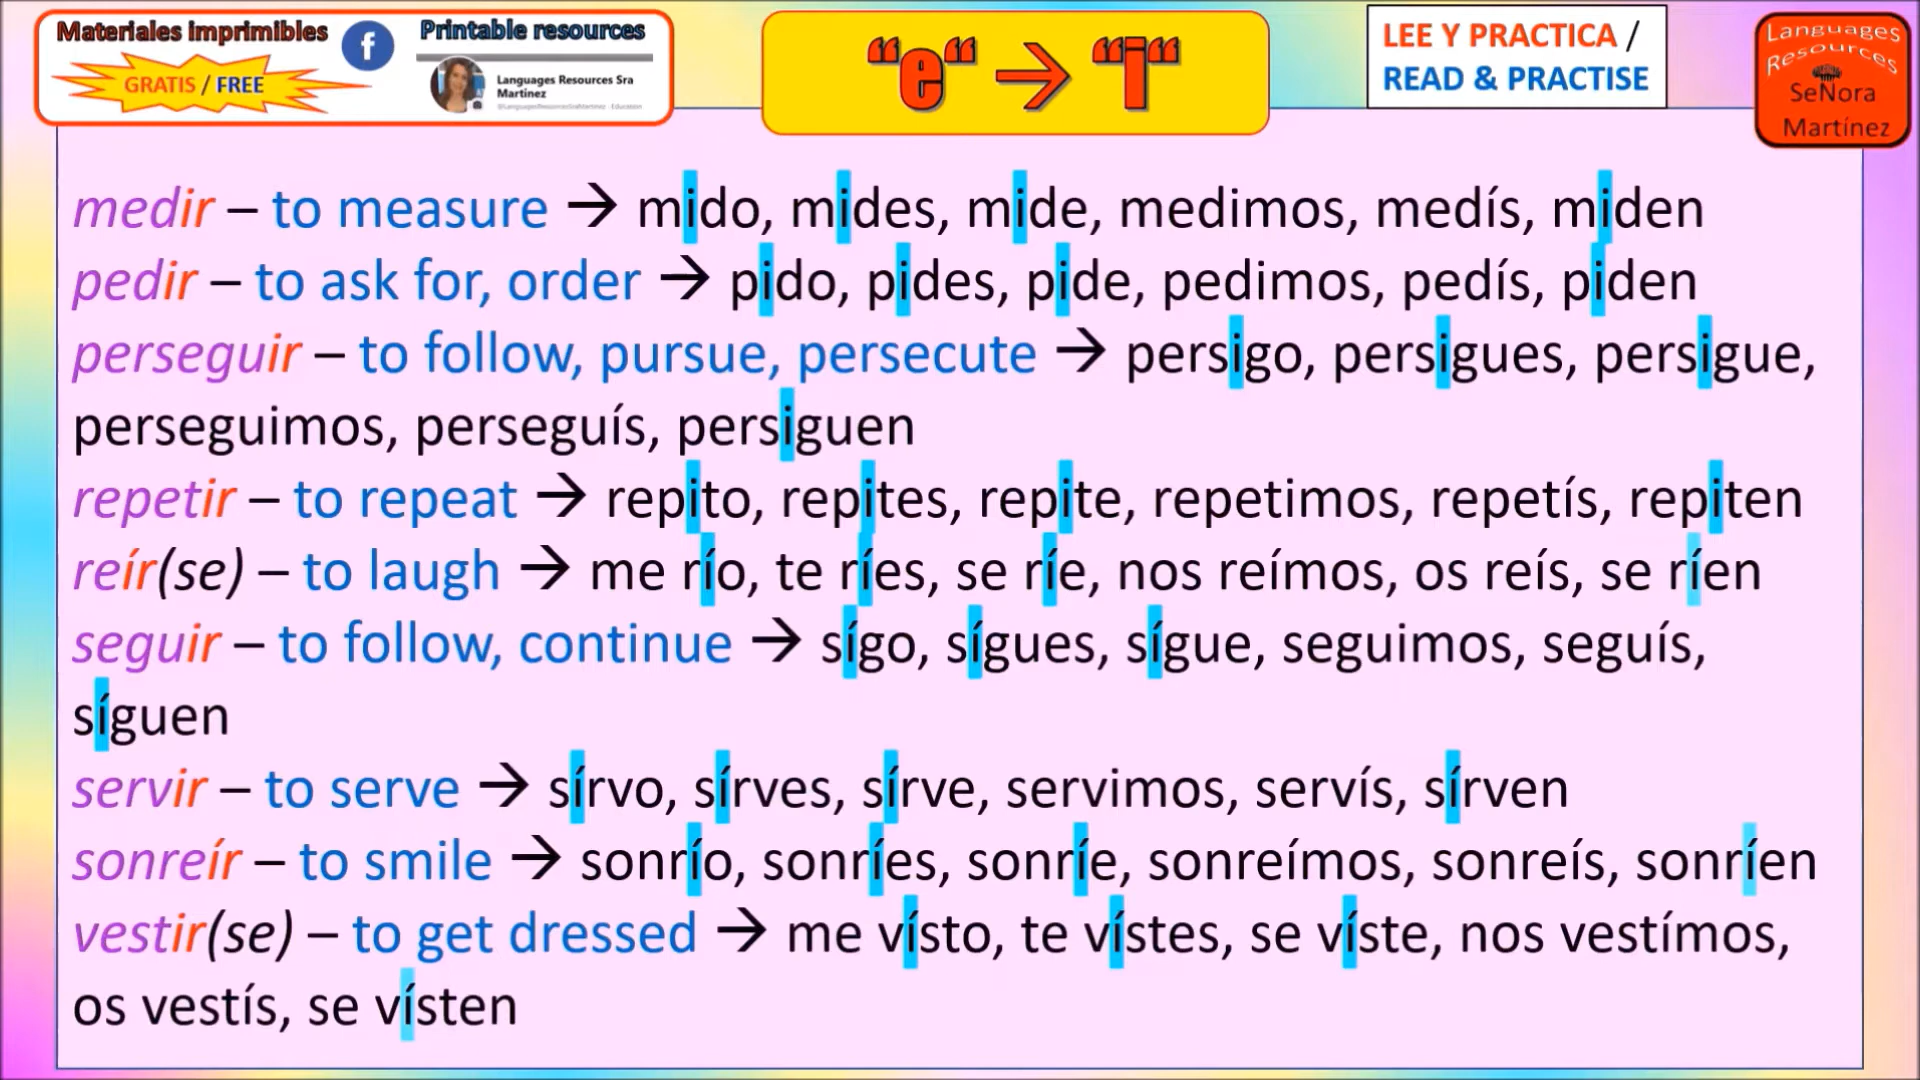 Materiales imprimibles
GRATIS / FREE
f
Printable resources
Languages Resources Sra
Martinez
@LanguagesResourcesSraMartinez · Education
“e“ → “i“
LEE Y PRACTICA /
READ & PRACTISE
Languages
Resources
SeÑora
Martínez
medir – to measure → mido, mides, mide, medimos, medís, miden
pedir – to ask for, order → pido, pides, pide, pedimos, pedís, piden
perseguir – to follow, pursue, persecute → persigo, persigues, persigue,
perseguimos, perseguís, persiguen
repetir – to repeat → repito, repites, repite, repetimos, repetís, repiten
reír(se) – to laugh → me río, te ríes, se ríe, nos reímos, os reís, se ríen
seguir – to follow, continue → sígo, sígues, sígue, seguimos, seguís,
síguen
servir – to serve → sírvo, sírves, sírve, servimos, servís, sírven
sonreír – to smile → sonrío, sonríes, sonríe, sonreímos, sonreís, sonríen
vestir(se) – to get dressed → me vísto, te vístes, se víste, nos vestímos,
os vestís, se vísten